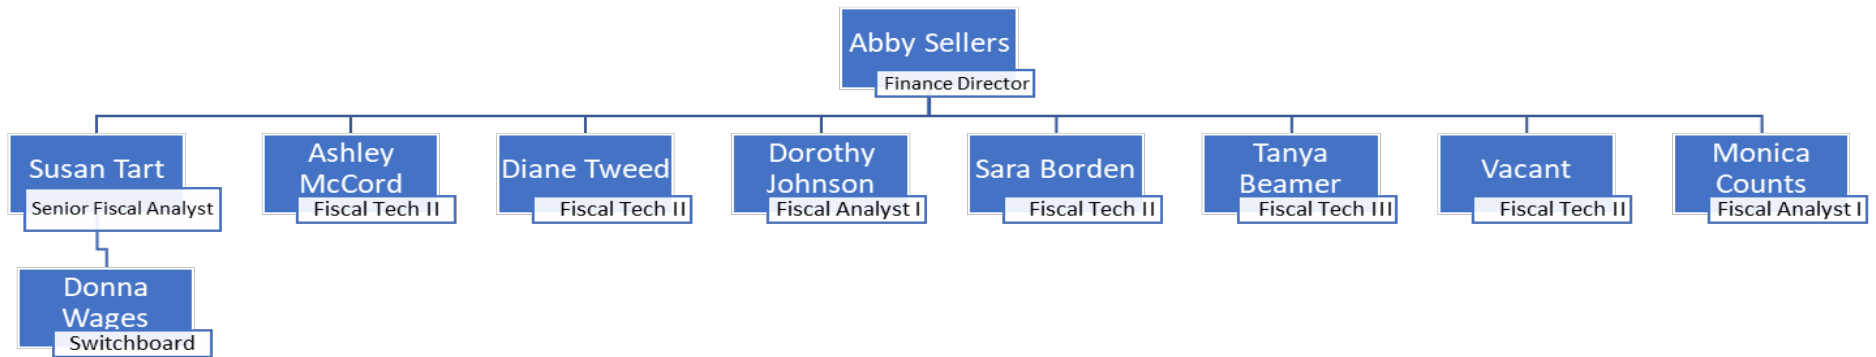 Abby Sellers
Finance Director
Susan Tart
Senior Fiscal Analyst
Ashley
McCord
Fiscal Tech II
Diane Tweed
Fiscal Tech II
Dorothy
Johnson
Fiscal Analyst I
Sara Borden
Fiscal Tech II
Tanya
Beamer
Fiscal Tech III
Vacant
Fiscal Tech II
Monica
Counts
Fiscal Analyst I
Donna
Wages
Switchboard